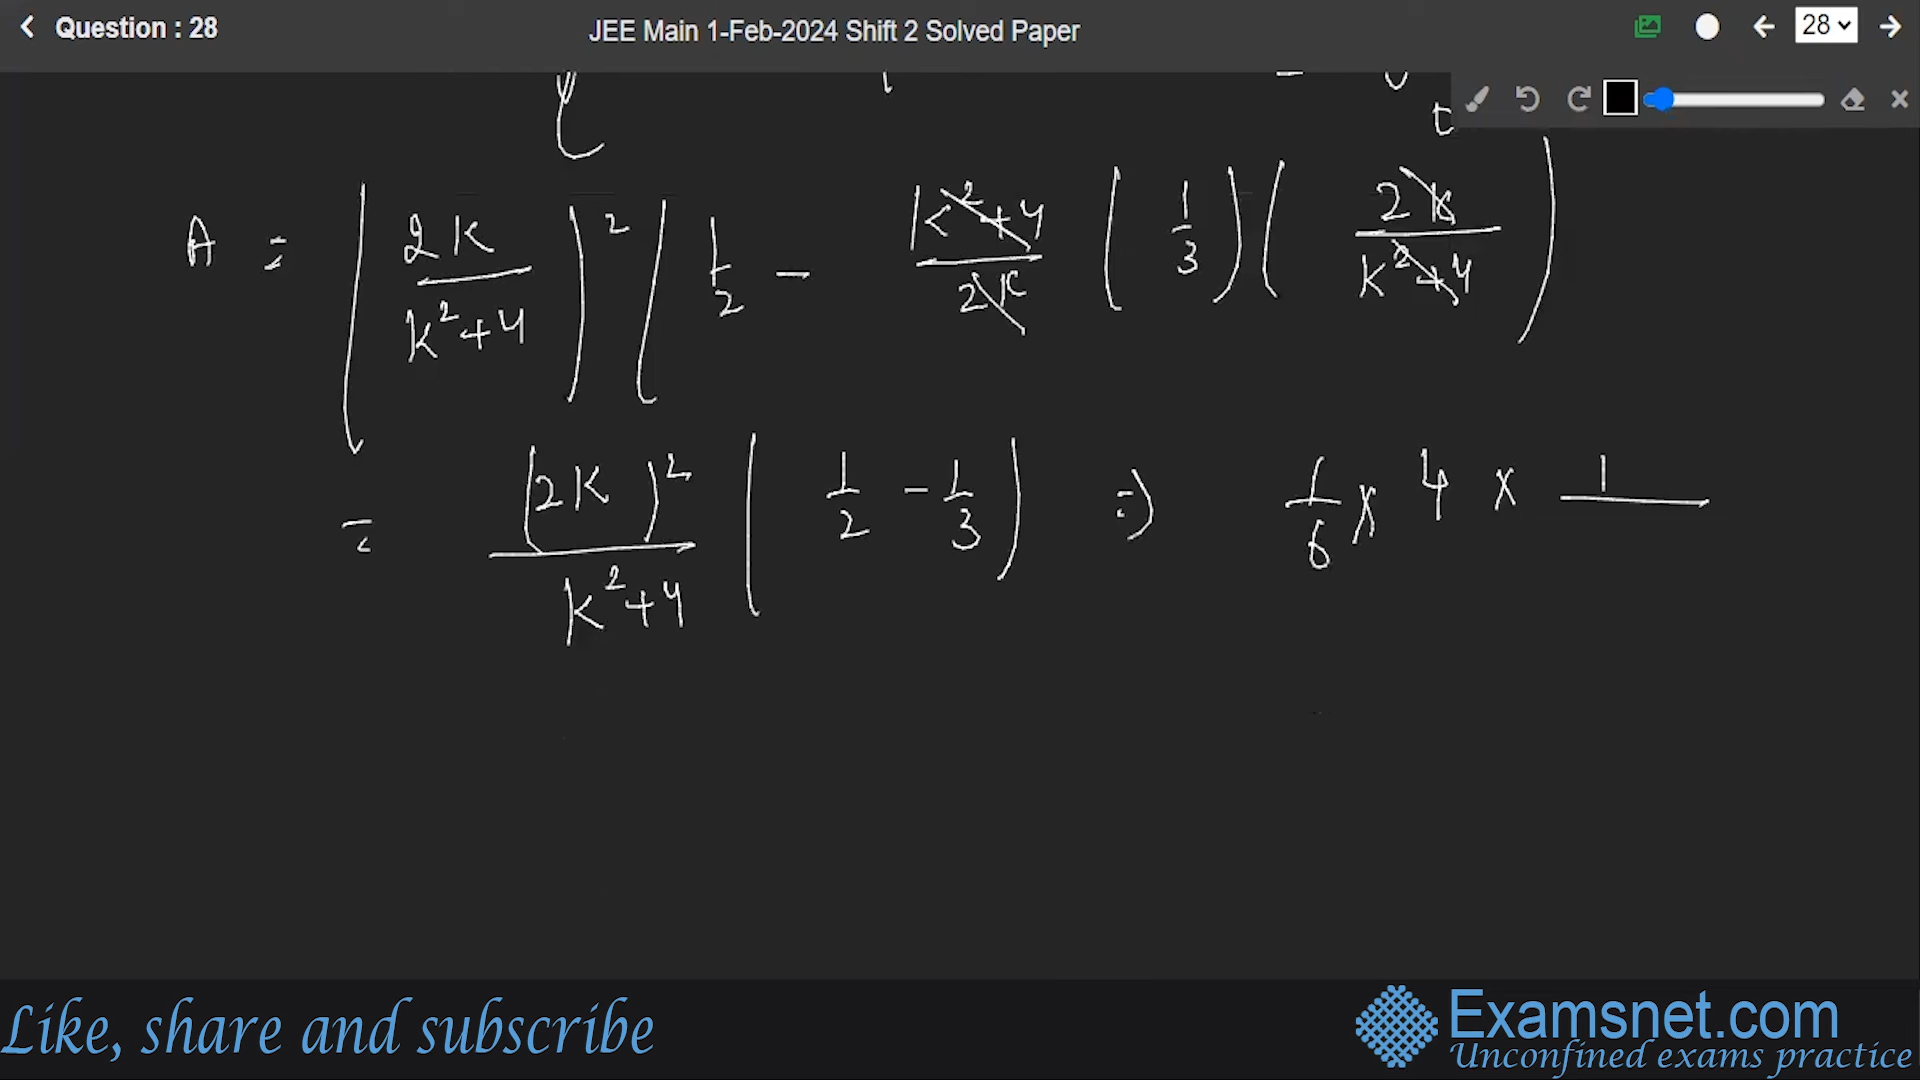 Question : 28
JEE Main 1-Feb-2024 Shift 2 Solved Paper
28
A = ( 2K / K²+4 )² ( 1/2 - K²+4 / 2K ( 1/3 ) ( 2K / K²+4 ) )
= (2K)² / K²+4 ( 1/2 - 1/3 ) ⇒ 1/6 × 4 × 1/
Like, share and subscribe
Examsnet.com
Unconfined exams practice